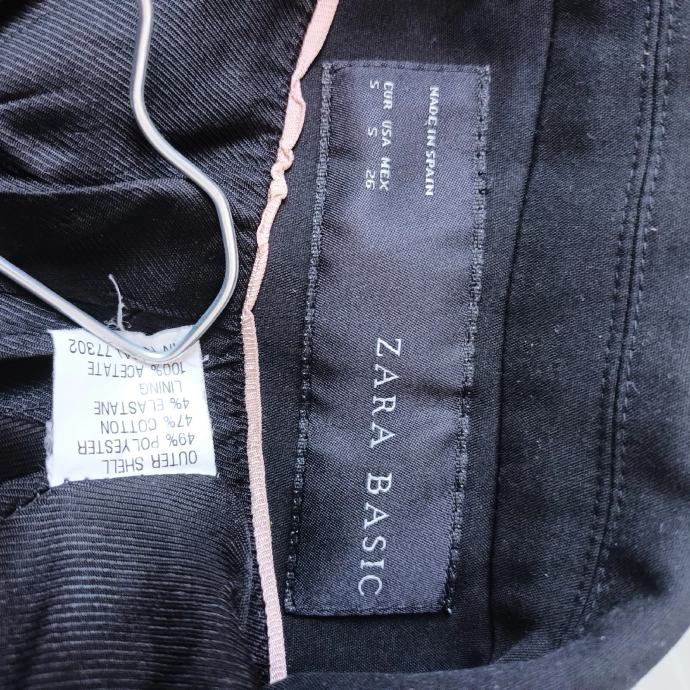 ZARA BASIC
MADE IN SPAIN
EUR USA MEX
S S 26
OUTER SHELL
49% POLYESTER
47% COTTON
4% ELASTANE
LINING
100% ACETATE
77302